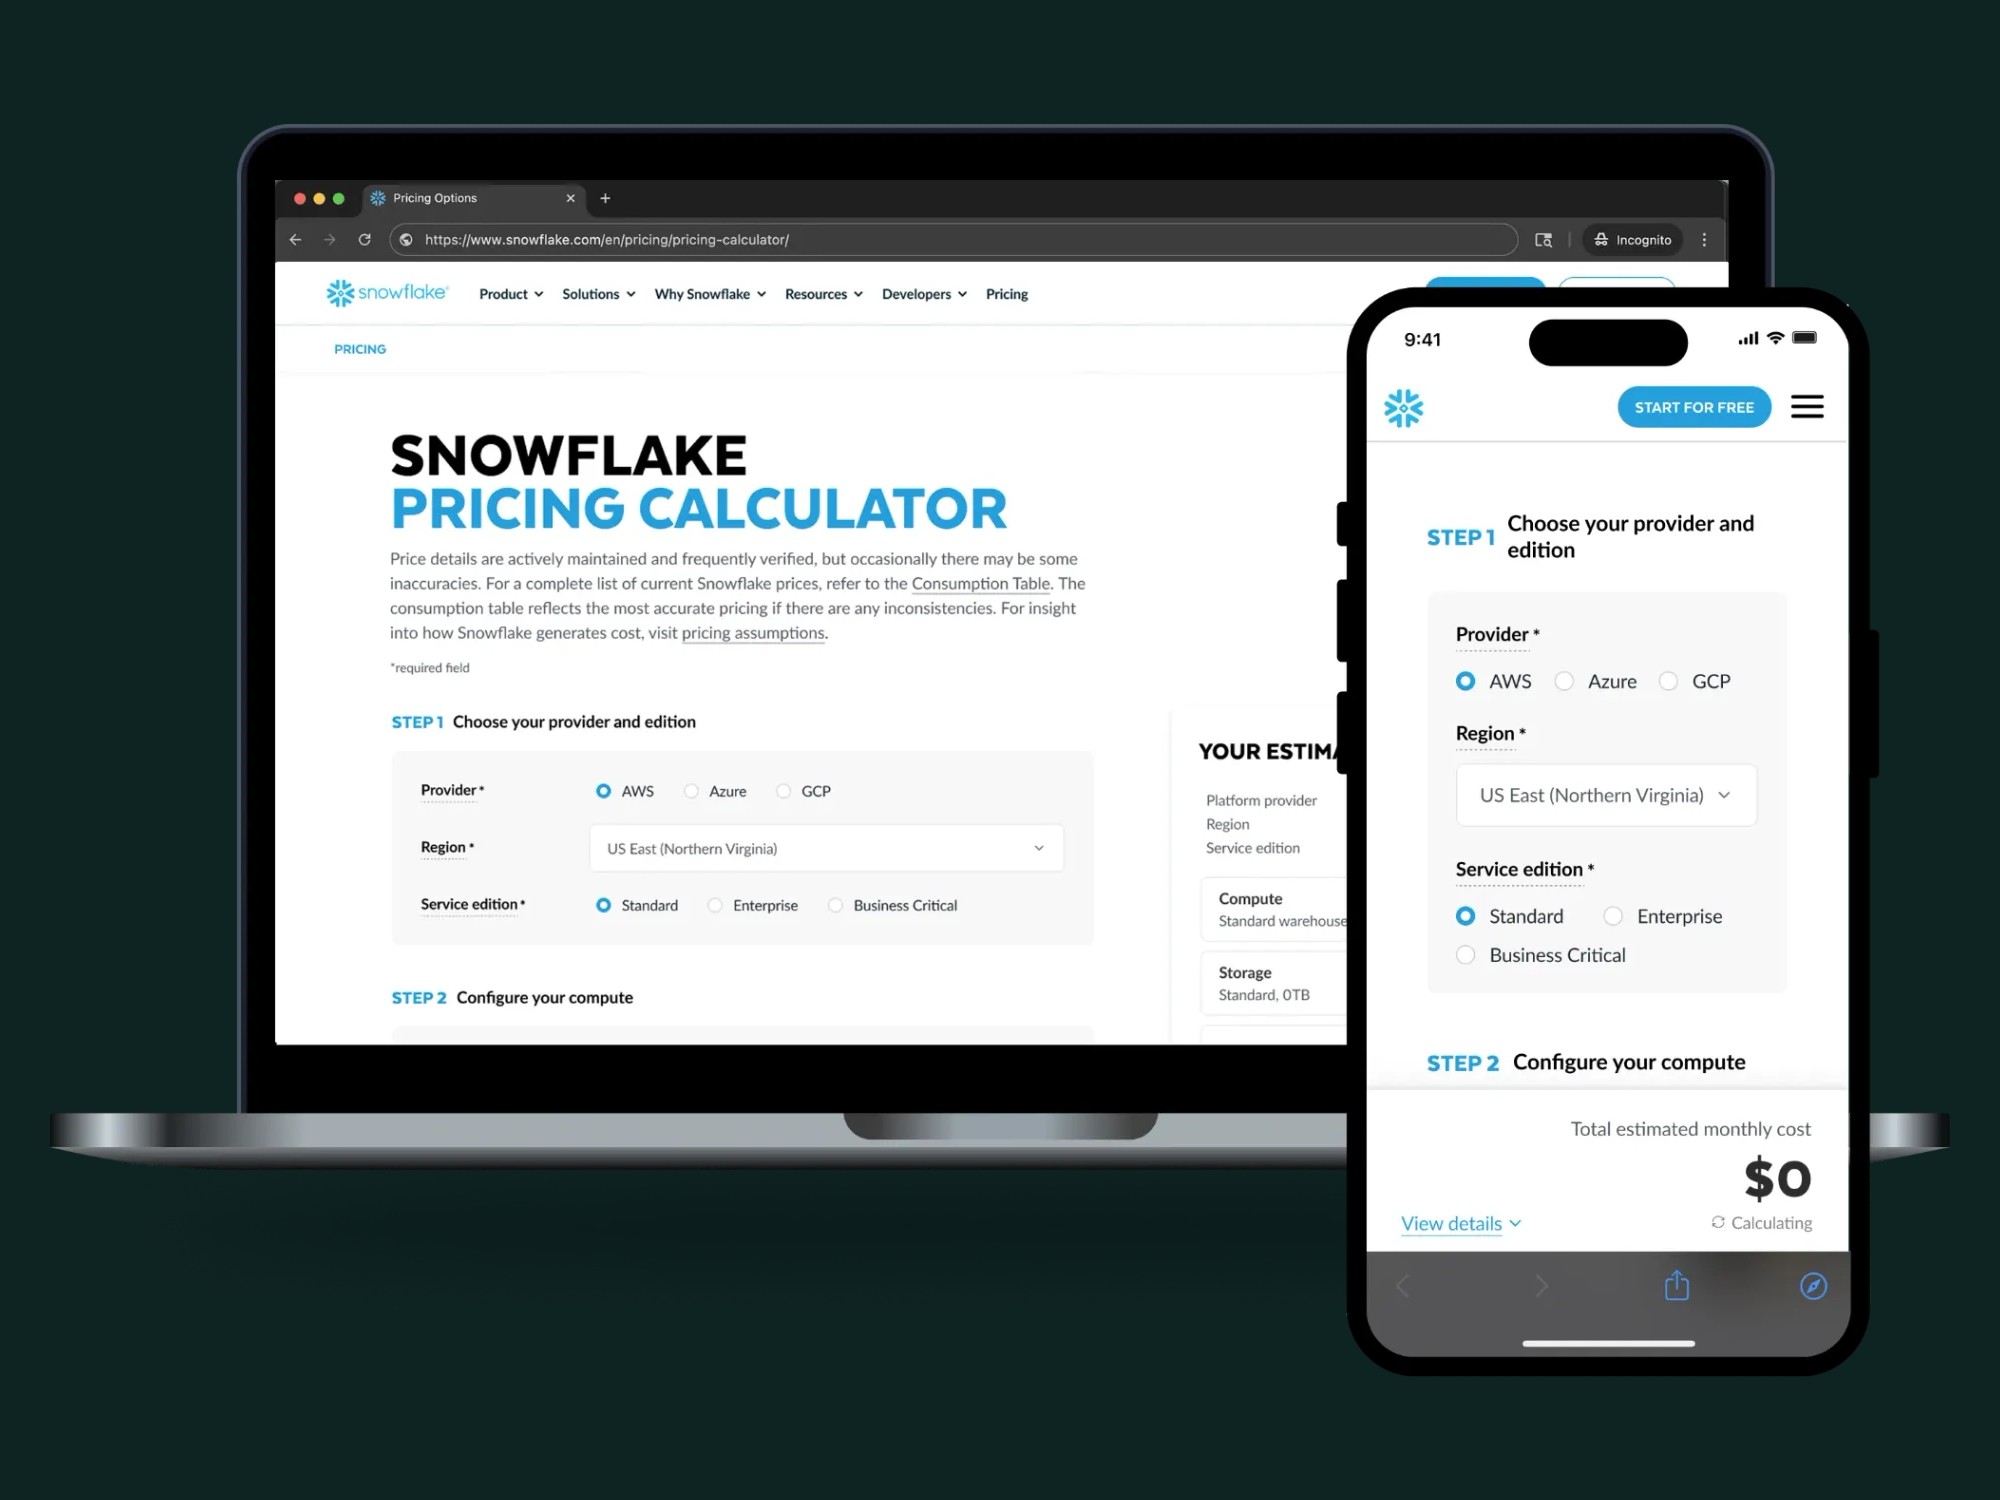 Pricing Options
https://www.snowflake.com/en/pricing/pricing-calculator/
Incognito
snowflake®
Product
Solutions
Why Snowflake
Resources
Developers
Pricing
PRICING
SNOWFLAKE
PRICING CALCULATOR
Price details are actively maintained and frequently verified, but occasionally there may be some
inaccuracies. For a complete list of current Snowflake prices, refer to the Consumption Table. The
consumption table reflects the most accurate pricing if there are any inconsistencies. For insight
into how Snowflake generates cost, visit pricing assumptions.
*required field
STEP 1 Choose your provider and edition
Provider*
AWS
Azure
GCP
Region*
US East (Northern Virginia)
Service edition*
Standard
Enterprise
Business Critical
STEP 2 Configure your compute
YOUR ESTIM
Platform provider
Region
Service edition
Compute
Standard warehouse
Storage
Standard, 0TB
9:41
START FOR FREE
STEP 1 Choose your provider and
edition
Provider *
AWS
Azure
GCP
Region *
US East (Northern Virginia)
Service edition *
Standard
Enterprise
Business Critical
STEP 2 Configure your compute
Total estimated monthly cost
$0
View details
Calculating